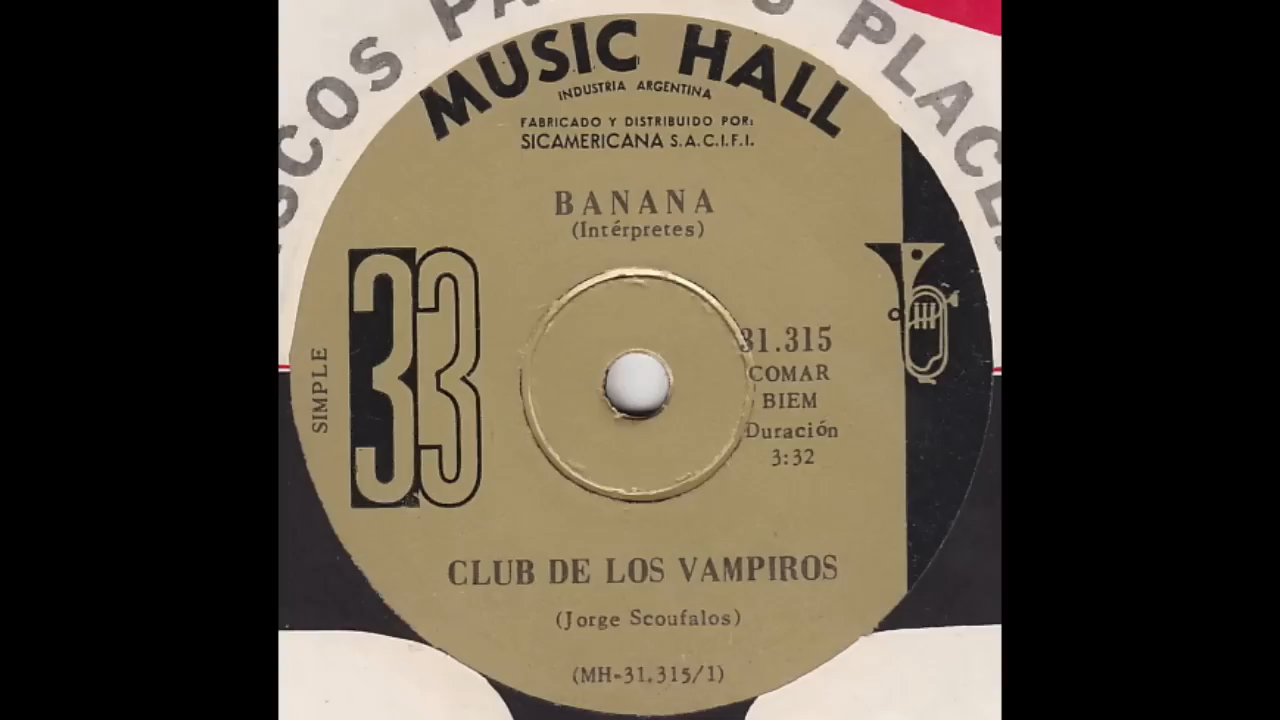 MUSIC HALL
INDUSTRIA ARGENTINA
FABRICADO Y DISTRIBUIDO POR:
SICAMERICANA S.A.C.I.F.I.
BANANA
(Intérpretes)
SIMPLE
33
31.315
COMAR
BIEM
Duración
3:32
CLUB DE LOS VAMPIROS
(Jorge Scoufalos)
(MH-31.315/1)